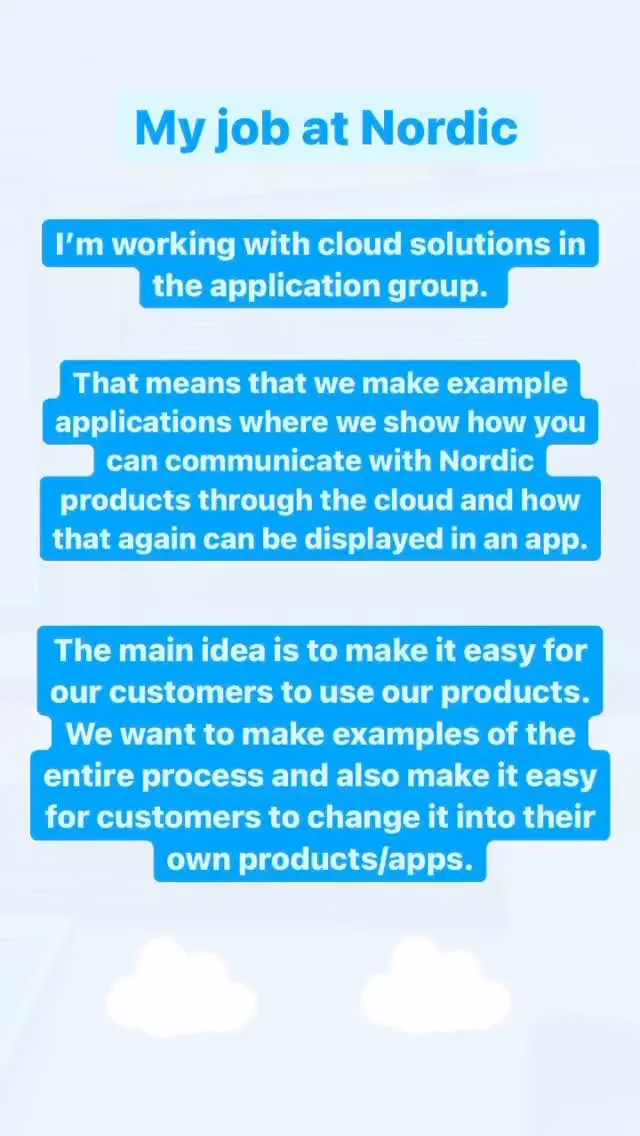 My job at Nordic
I’m working with cloud solutions in
the application group.
That means that we make example
applications where we show how you
can communicate with Nordic
products through the cloud and how
that again can be displayed in an app.
The main idea is to make it easy for
our customers to use our products.
We want to make examples of the
entire process and also make it easy
for customers to change it into their
own products/apps.